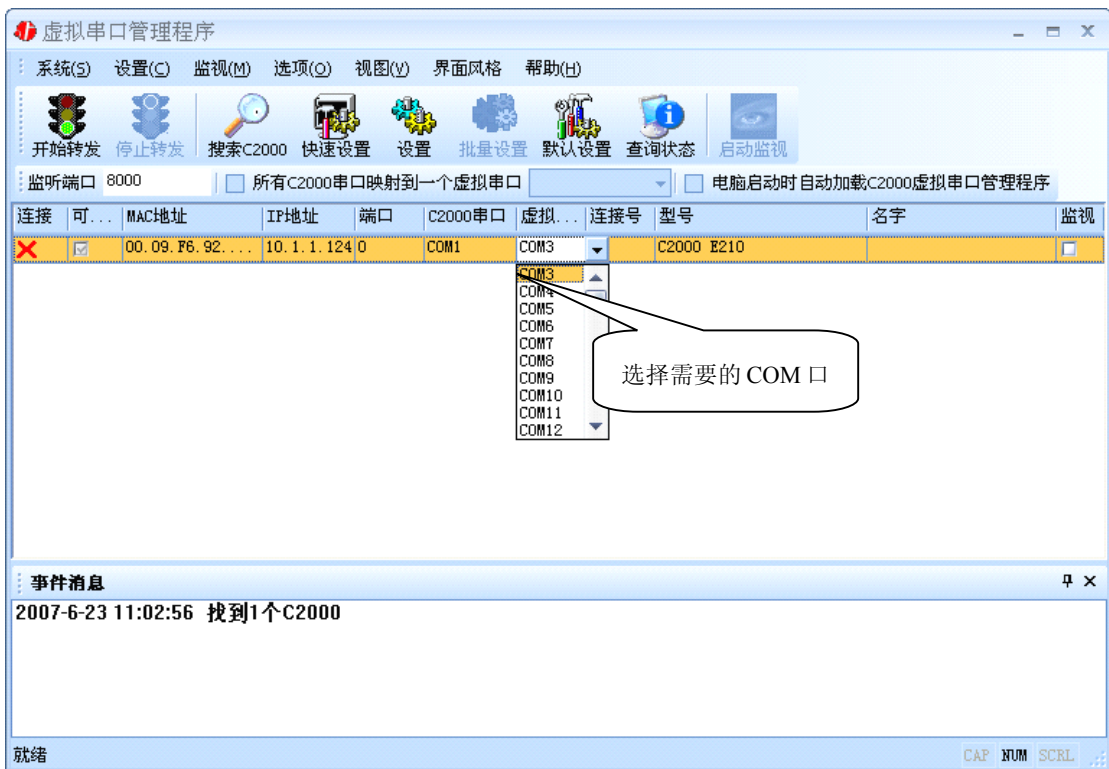 虚拟串口管理程序
系统(S) 设置(C) 监视(M) 选项(O) 视图(V) 界面风格 帮助(H)
开始转发 停止转发 搜索C2000 快速设置 设置 批量设置 默认设置 查询状态 启动监视
监听端口 8000 所有C2000串口映射到一个虚拟串口 电脑启动时自动加载C2000虚拟串口管理程序
连接 可... MAC地址 IP地址 端口 C2000串口 虚拟... 连接号 型号 名字 监视
00.09.F6.92.... 10.1.1.124 0 COM1 COM3 C2000 E210
COM3
COM4
COM5
COM6
COM7
COM8
COM9
COM10
COM11
COM12
选择需要的 COM 口
事件消息
2007-6-23 11:02:56 找到1个C2000
就绪 CAP NUM SCRL